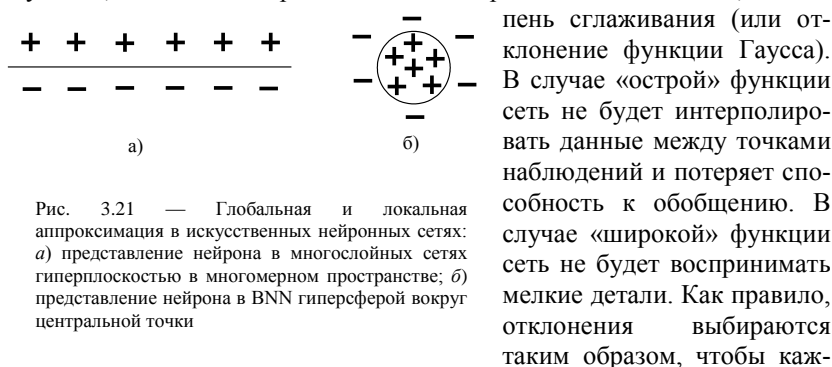 + + + + + +
− − − − − −
а)
− − − − − − − −
+ + + + + +
б)
Рис. 3.21 — Глобальная и локальная
аппроксимация в искусственных нейронных сетях:
а) представление нейрона в многослойных сетях
гиперплоскостью в многомерном пространстве; б)
представление нейрона в BNN гиперсферой вокруг
центральной точки
пень сглаживания (или от-
клонение функции Гаусса).
В случае «острой» функции
сеть не будет интерполиро-
вать данные между точками
наблюдений и потеряет спо-
собность к обобщению. В
случае «широкой» функции
сеть не будет воспринимать
мелкие детали. Как правило,
отклонения выбираются
таким образом, чтобы каж-